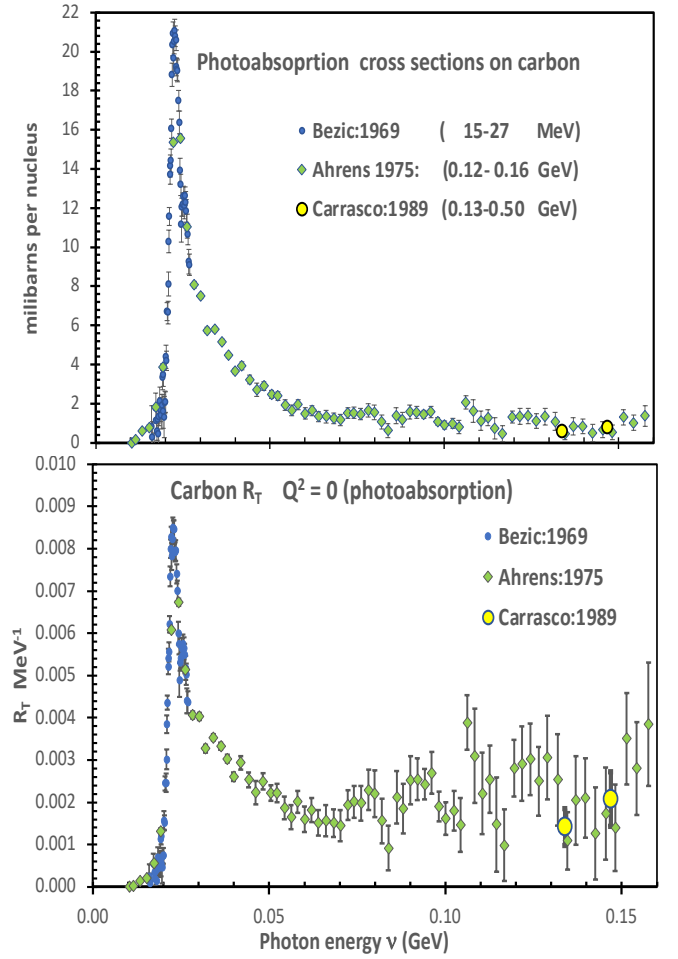 22
20
18
16
14
12
10
8
6
4
2
0
milibarns per nucleus
Photoabsoprtion cross sections on carbon
Bezic:1969 ( 15-27 MeV)
Ahrens 1975: (0.12- 0.16 GeV)
Carrasco:1989 (0.13-0.50 GeV)
0.010
0.009
0.008
0.007
0.006
0.005
0.004
0.003
0.002
0.001
0.000
R_T MeV⁻¹
Carbon R_T Q² = 0 (photoabsorption)
Bezic:1969
Ahrens:1975
Carrasco:1989
0.00 0.05 0.10 0.15
Photon energy ν (GeV)